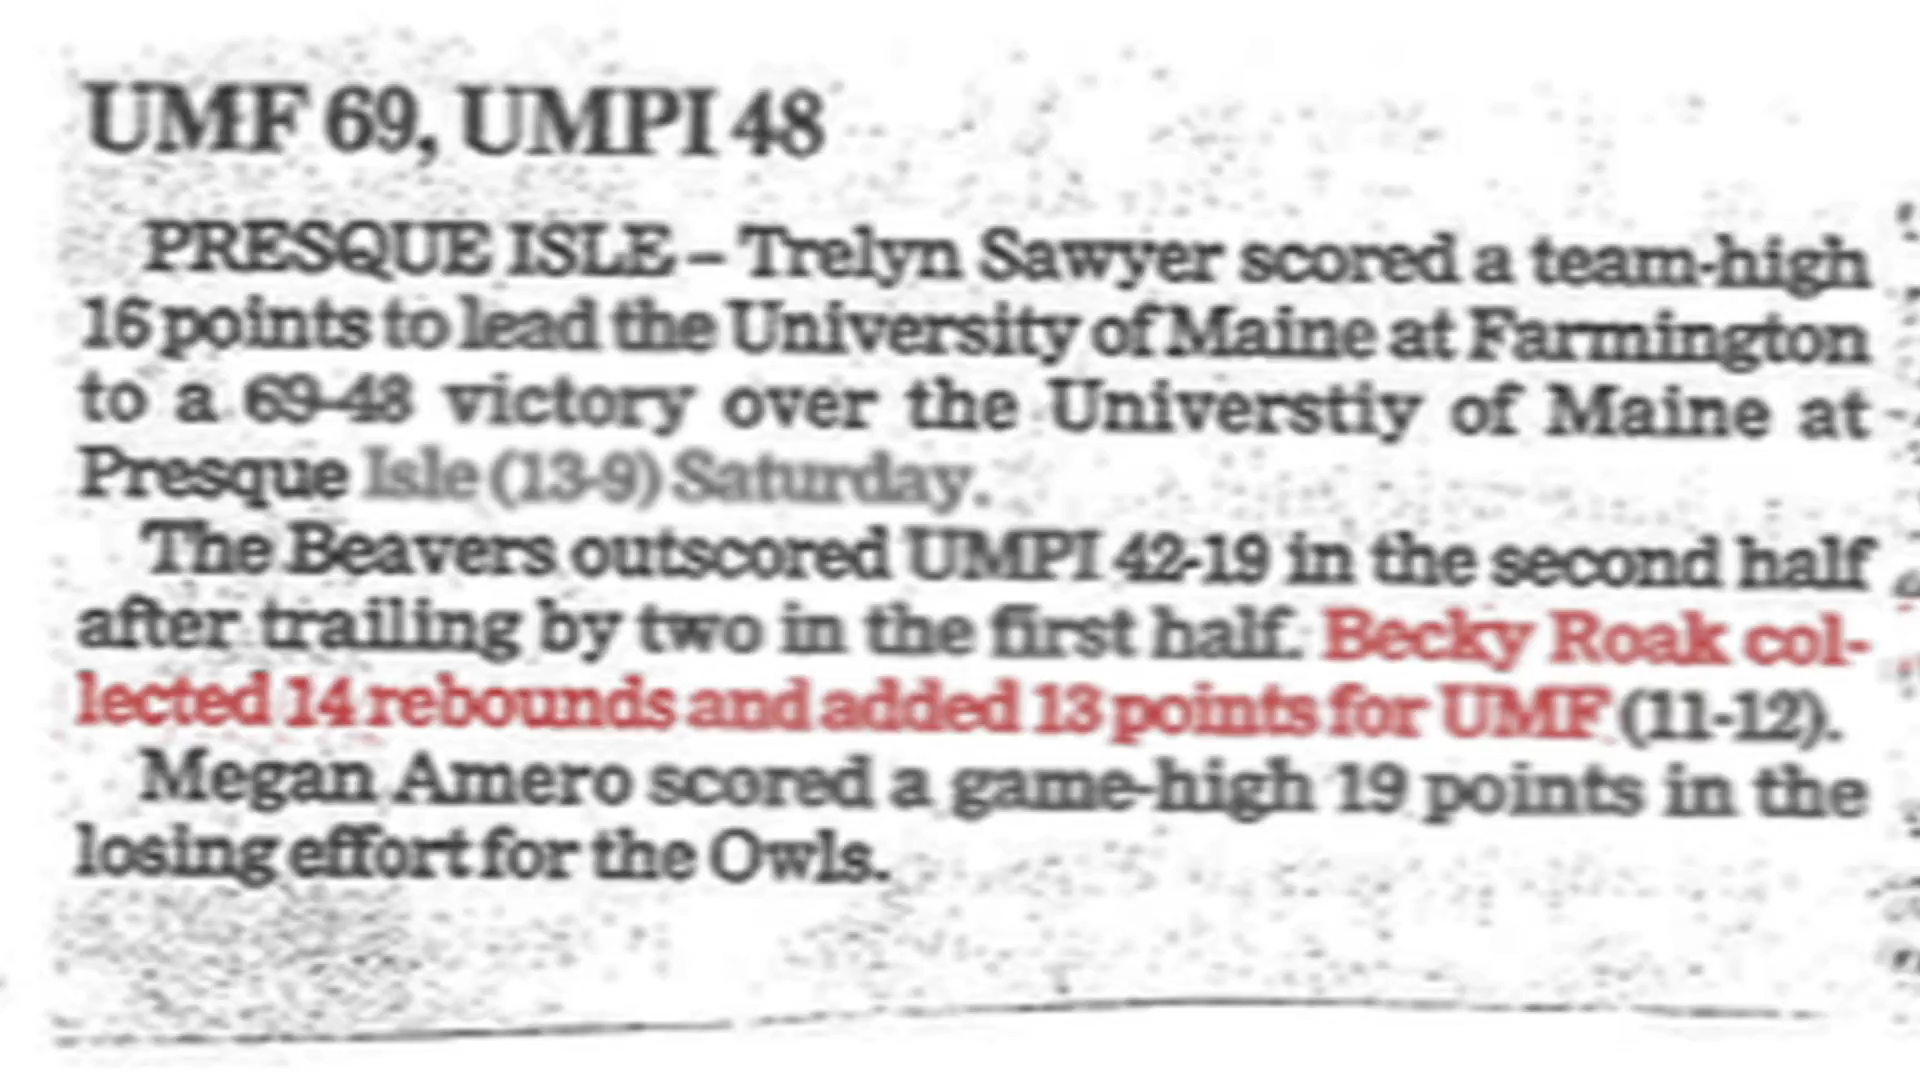 UMF 69, UMPI 48
PRESQUE ISLE – Trelyn Sawyer scored a team-high
16 points to lead the University of Maine at Farmington
to a 69-48 victory over the Universtiy of Maine at
Presque Isle (13-9) Saturday.
The Beavers outscored UMPI 42-19 in the second half
after trailing by two in the first half. Becky Roak col-
lected 14 rebounds and added 13 points for UMF (11-12).
Megan Amero scored a game-high 19 points in the
losing effort for the Owls.